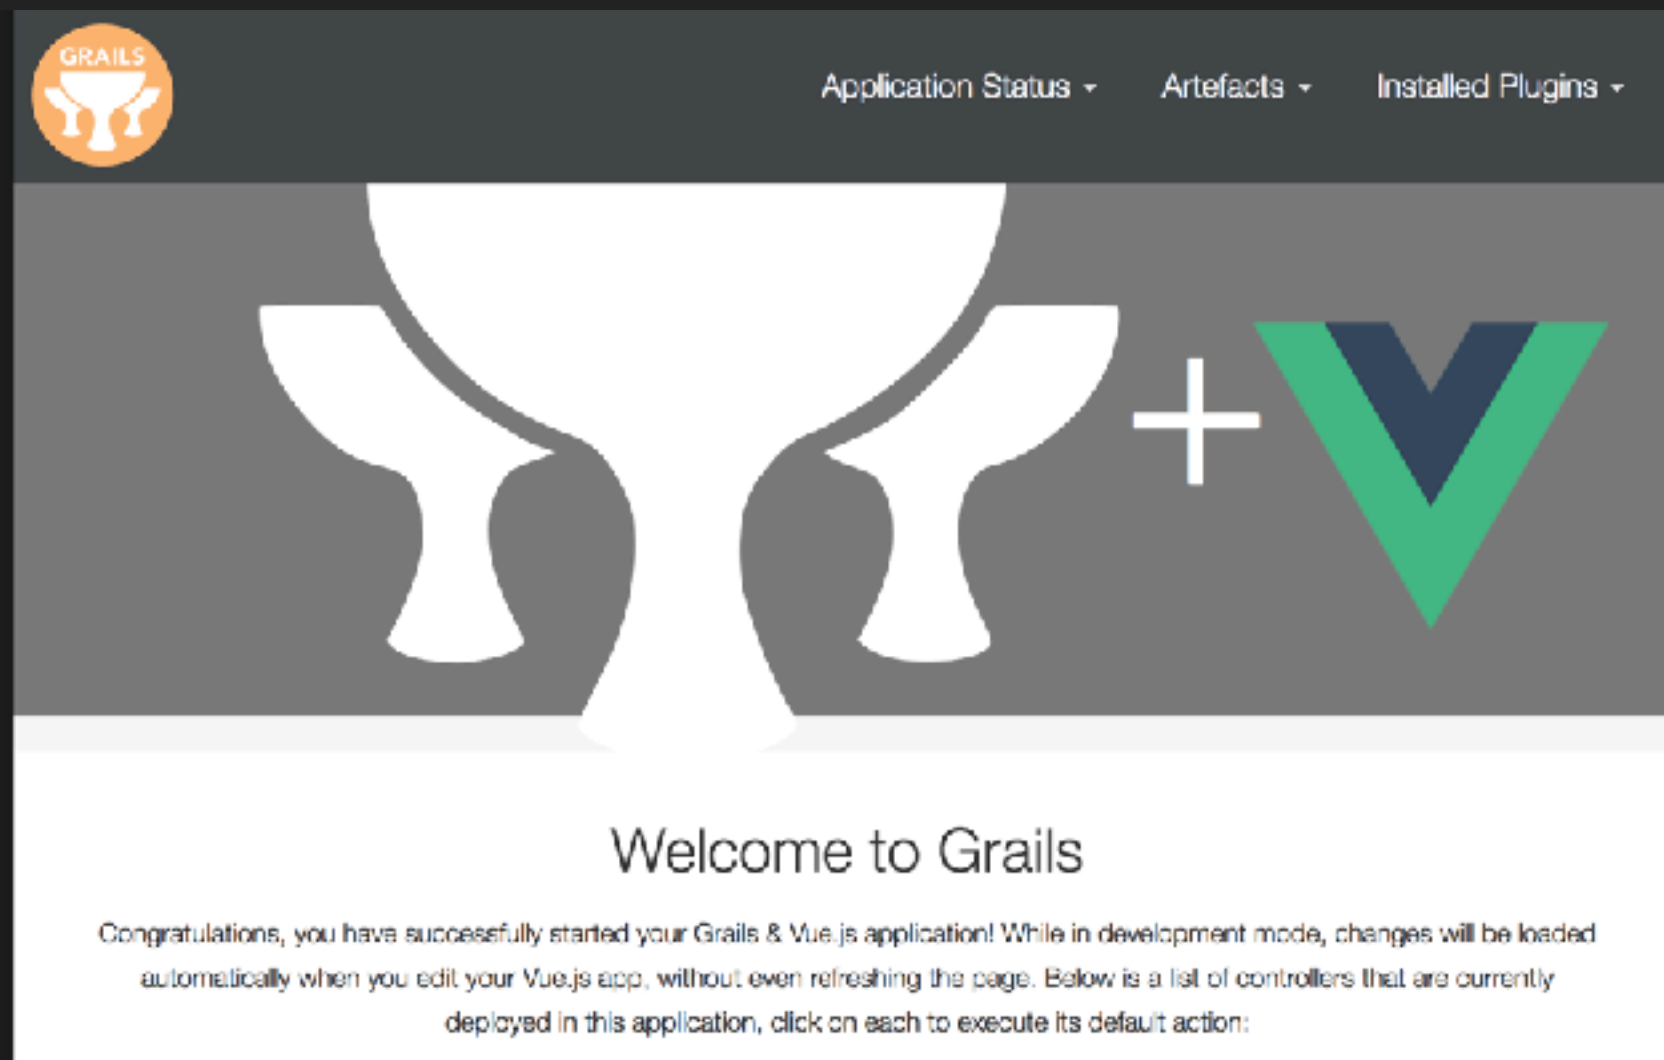 GRAILS
Application Status
Artefacts
Installed Plugins
Welcome to Grails
Congratulations, you have successfully started your Grails & Vue.js application! While in development mode, changes will be loaded
automatically when you edit your Vue.js app, without even refreshing the page. Below is a list of controllers that are currently
deployed in this application, click on each to execute its default action: